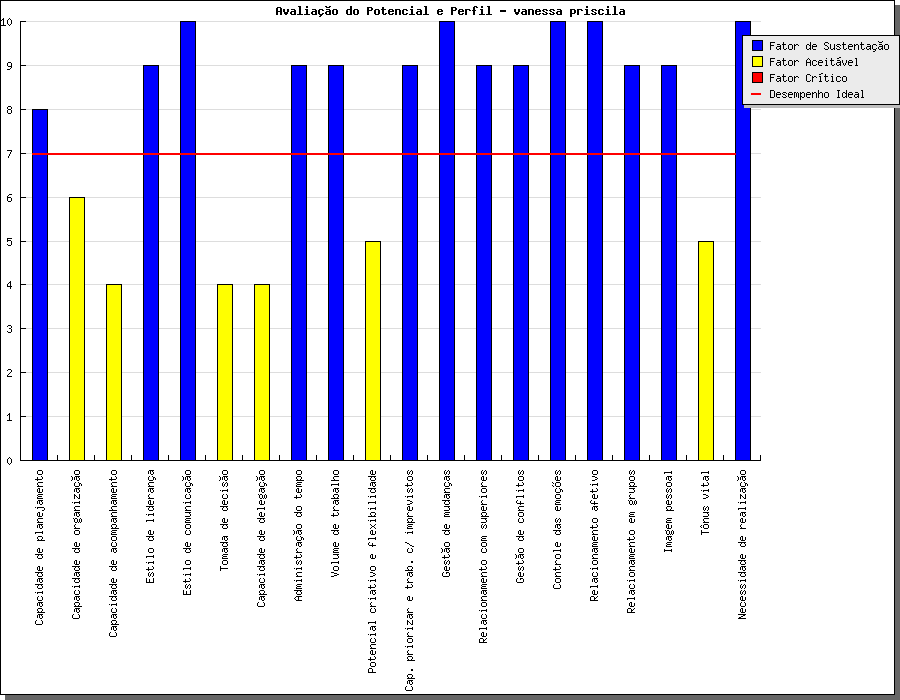 Avaliação do Potencial e Perfil - vanessa priscila
10
9
8
7
6
5
4
3
2
1
0
Fator de Sustentação
Fator Aceitável
Fator Crítico
Desempenho Ideal
Capacidade de planejamento
Capacidade de organização
Capacidade de acompanhamento
Estilo de liderança
Estilo de comunicação
Tomada de decisão
Capacidade de delegação
Administração do tempo
Volume de trabalho
Potencial criativo e flexibilidade
Cap. priorizar e trab. c/ imprevistos
Gestão de mudanças
Relacionamento com superiores
Gestão de conflitos
Controle das emoções
Relacionamento afetivo
Relacionamento em grupos
Imagem pessoal
Tônus vital
Necessidade de realização